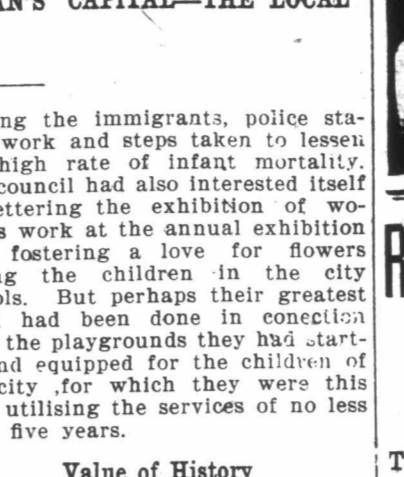 CAPITAL—THE LOCAL
ng the immigrants, police sta-
work and steps taken to lessen
high rate of infant mortality.
council had also interested itself
ettering the exhibition of wo-
s work at the annual exhibition
fostering a love for flowers
ng the children in the city
ols. But perhaps their greatest
had been done in conection
the playgrounds they had start-
nd equipped for the children of
city ,for which they were this
utilising the services of no less
five years.
Value of History